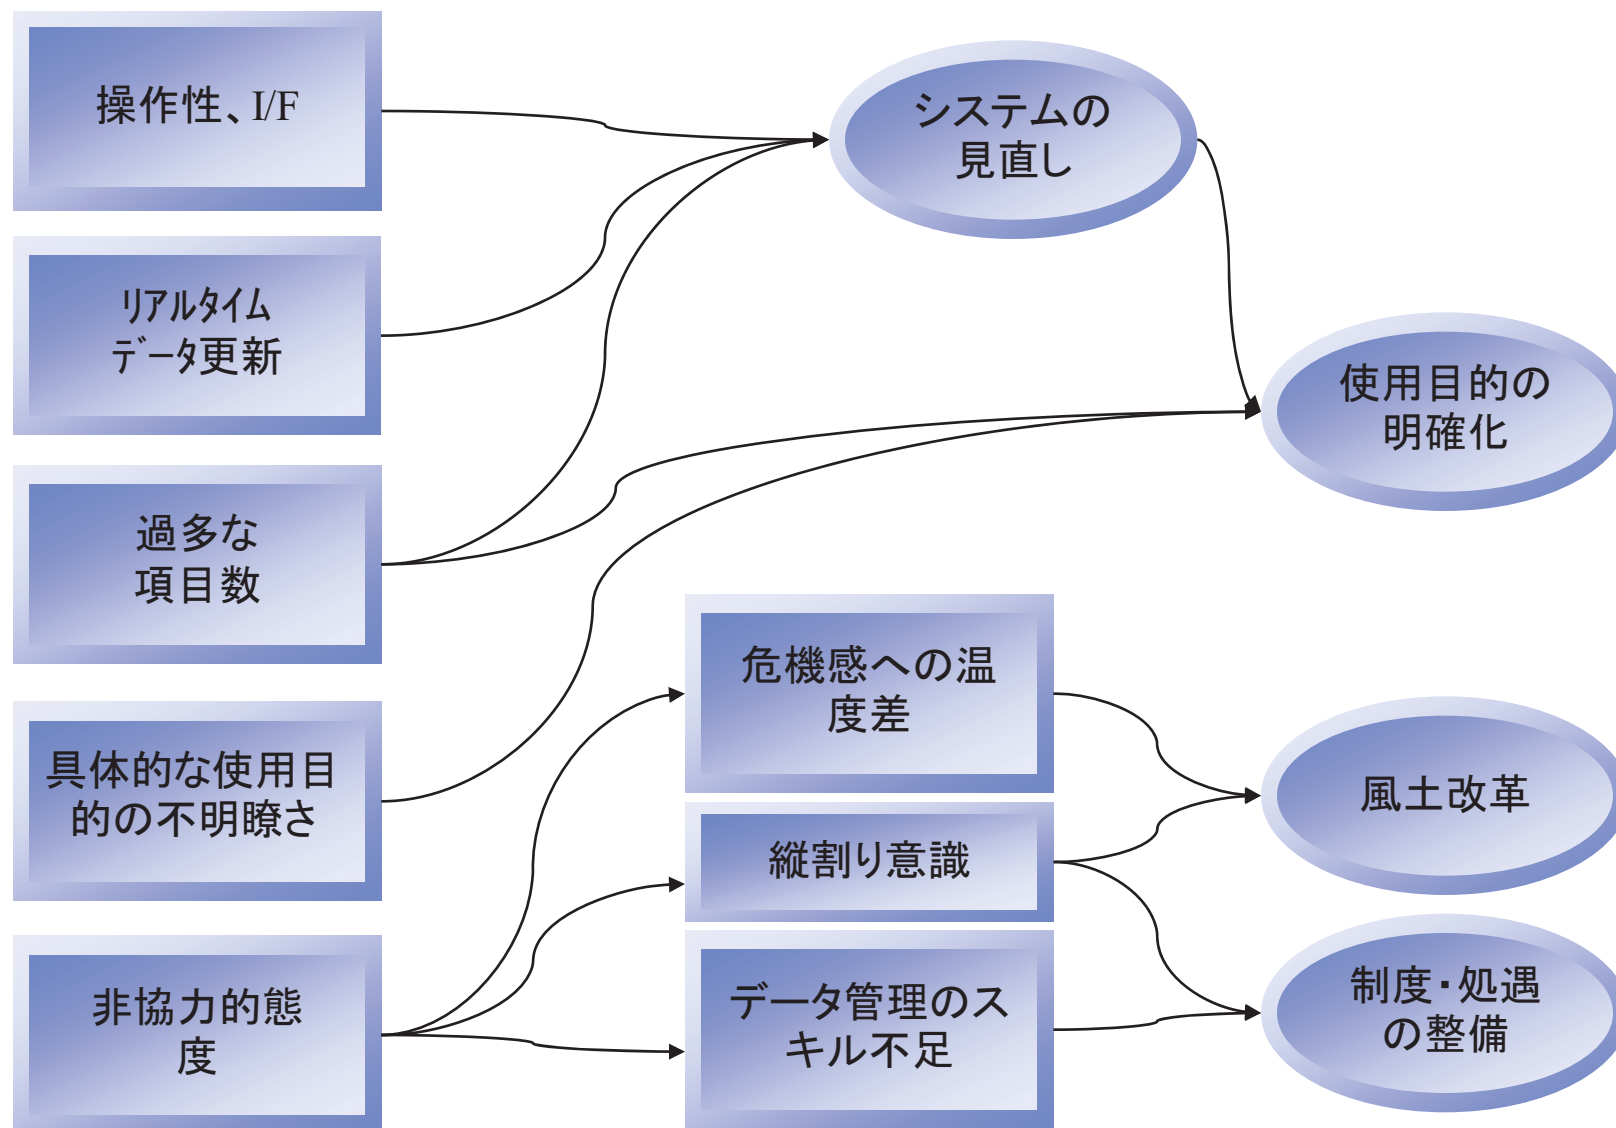 操作性、I/F
システムの
見直し
リアルタイム
データ更新
使用目的の
明確化
過多な
項目数
危機感への温
度差
具体的な使用目
的の不明瞭さ
風土改革
縦割り意識
非協力的態
度
データ管理のス
キル不足
制度・処遇
の整備